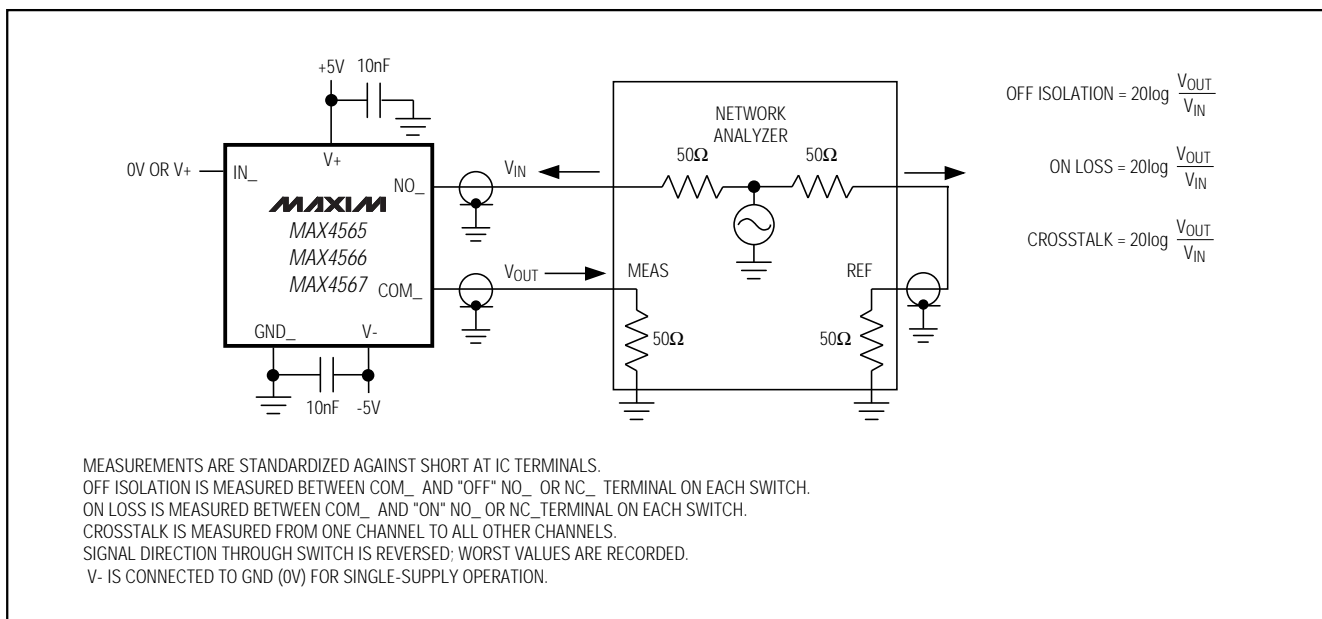 +5V 10nF
0V OR V+
IN_
V+
NO_
MAXIM
MAX4565
MAX4566
MAX4567
COM_
GND_
V-
10nF
-5V
VIN
VOUT
NETWORK
ANALYZER
50Ω 50Ω
MEAS
REF
50Ω
50Ω
OFF ISOLATION = 20log VOUT
VIN
ON LOSS = 20log VOUT
VIN
CROSSTALK = 20log VOUT
VIN
MEASUREMENTS ARE STANDARDIZED AGAINST SHORT AT IC TERMINALS.
OFF ISOLATION IS MEASURED BETWEEN COM_ AND "OFF" NO_ OR NC_ TERMINAL ON EACH SWITCH.
ON LOSS IS MEASURED BETWEEN COM_ AND "ON" NO_ OR NC_TERMINAL ON EACH SWITCH.
CROSSTALK IS MEASURED FROM ONE CHANNEL TO ALL OTHER CHANNELS.
SIGNAL DIRECTION THROUGH SWITCH IS REVERSED; WORST VALUES ARE RECORDED.
V- IS CONNECTED TO GND (0V) FOR SINGLE-SUPPLY OPERATION.